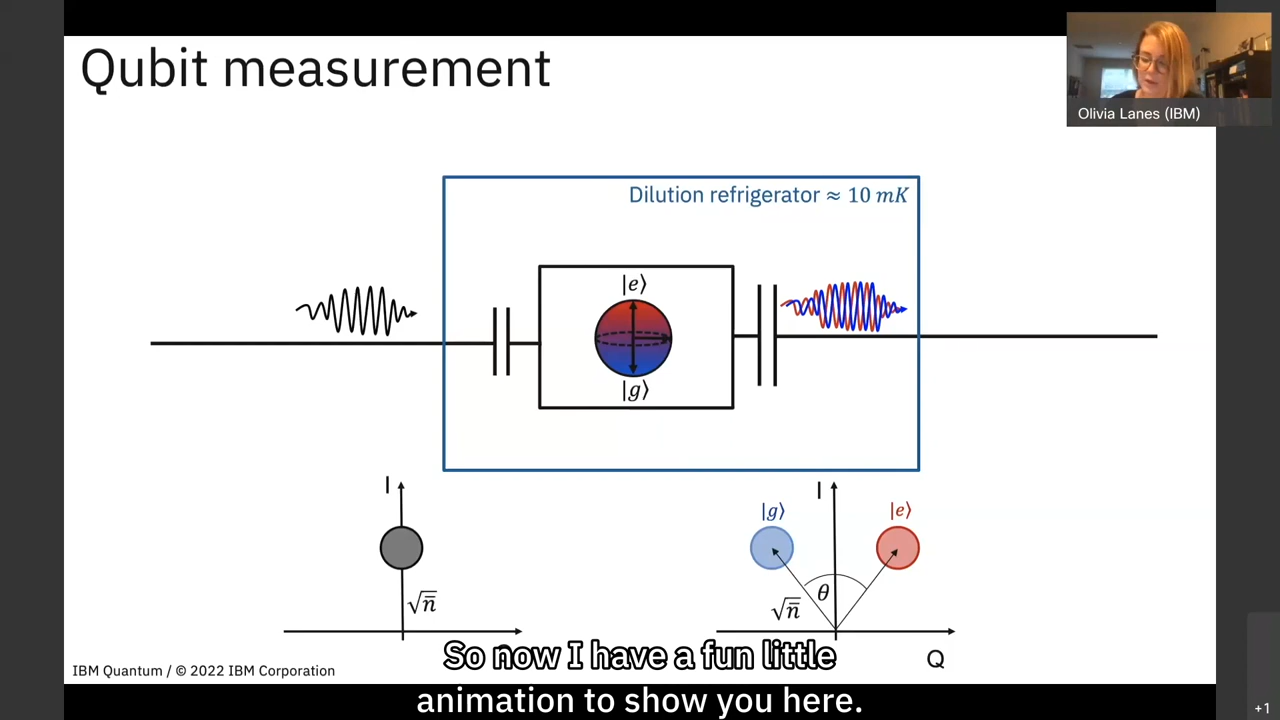 Qubit measurement
Olivia Lanes (IBM)
Dilution refrigerator ≈ 10 mK
|e⟩
|g⟩
I
√n̄
I
|g⟩
|e⟩
θ
√n̄
Q
IBM Quantum / © 2022 IBM Corporation
So now I have a fun little
animation to show you here.
+1